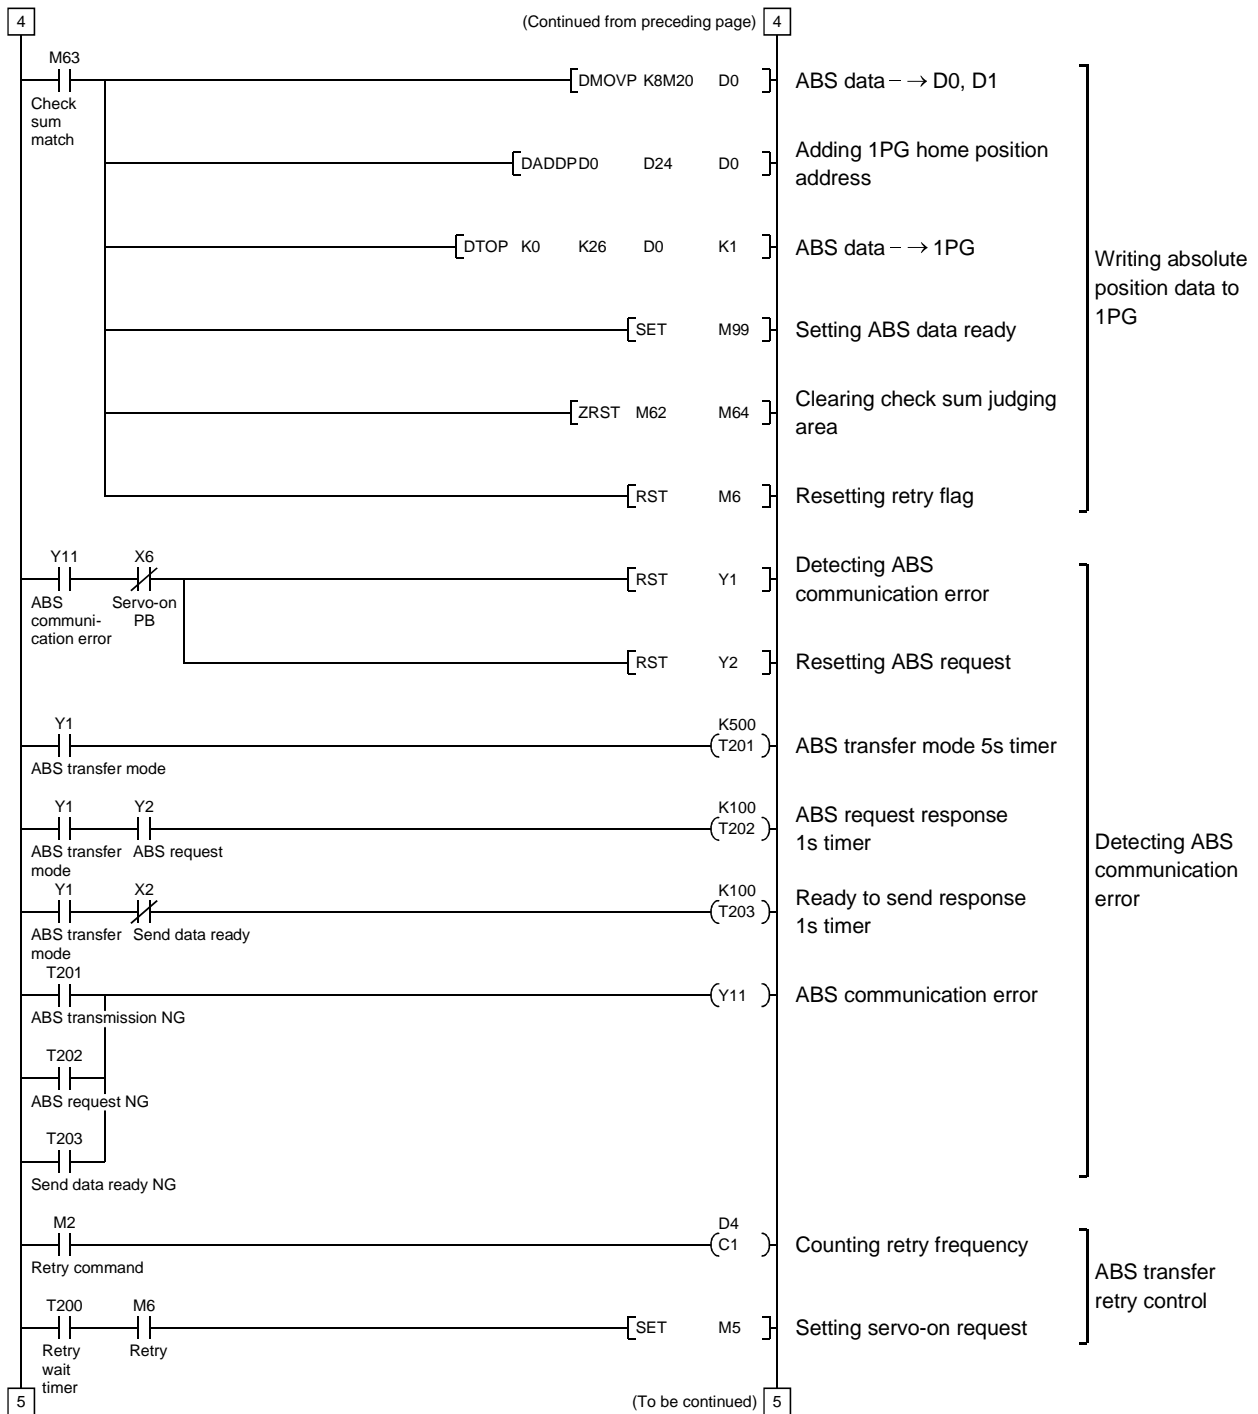 4 (Continued from preceding page) 4
M63
Check
sum
match
DMOVP K8M20 D0
ABS data – → D0, D1
DADDPD0 D24 D0
Adding 1PG home position
address
DTOP K0 K26 D0 K1
ABS data – → 1PG
SET M99
Setting ABS data ready
ZRST M62 M64
Clearing check sum judging
area
RST M6
Resetting retry flag
Writing absolute
position data to
1PG
Y11 X6
ABS
communi-
cation error
Servo-on
PB
RST Y1
Detecting ABS
communication error
RST Y2
Resetting ABS request
Y1
ABS transfer mode
K500
T201
ABS transfer mode 5s timer
Y1 Y2
ABS transfer
mode
ABS request
K100
T202
ABS request response
1s timer
Y1 X2
ABS transfer
mode
Send data ready
K100
T203
Ready to send response
1s timer
T201
ABS transmission NG
Y11
ABS communication error
T202
ABS request NG
T203
Send data ready NG
Detecting ABS
communication
error
M2
Retry command
D4
C1
Counting retry frequency
T200 M6
Retry
wait
timer
Retry
SET M5
Setting servo-on request
ABS transfer
retry control
5 (To be continued) 5